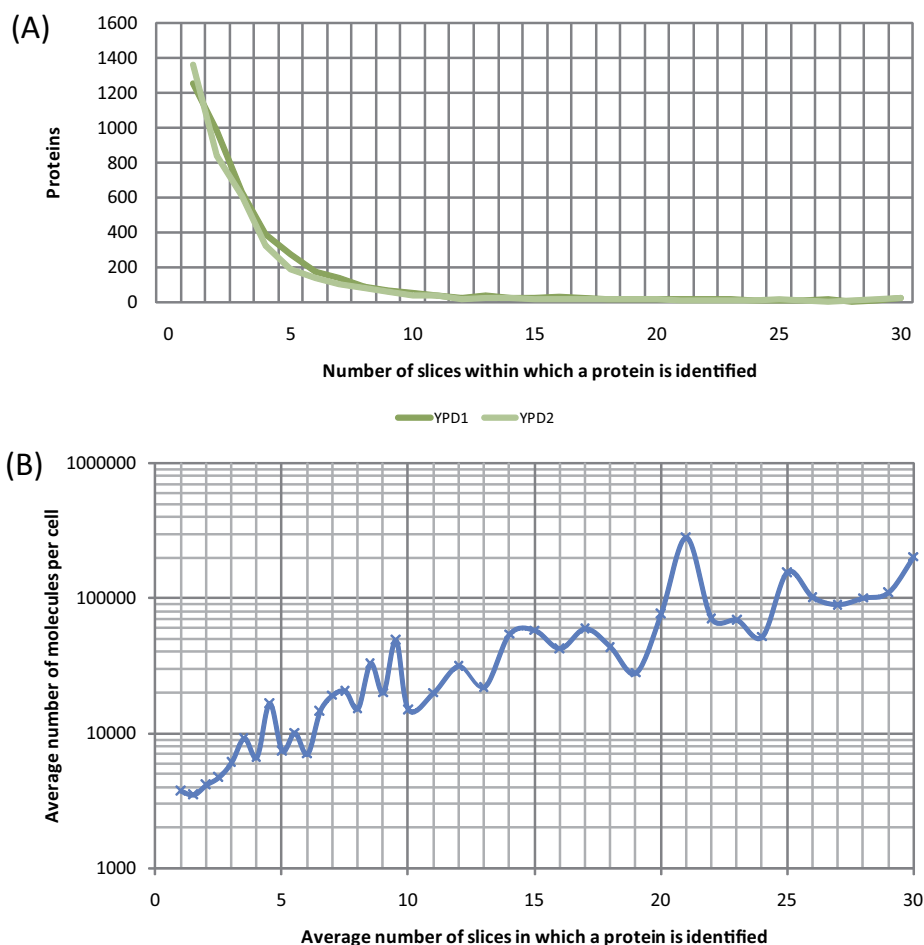 (A)
1600
1400
1200
1000
800
600
400
200
0
Proteins
0 5 10 15 20 25 30
Number of slices within which a protein is identified
YPD1 YPD2
(B)
1000000
100000
10000
1000
Average number of molecules per cell
0 5 10 15 20 25 30
Average number of slices in which a protein is identified